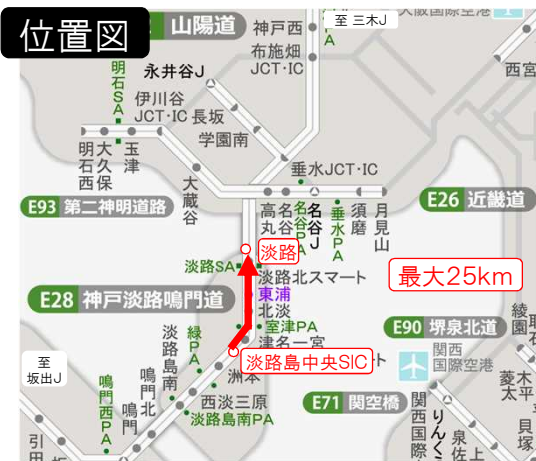 位置図
山陽道
神戸西
至 三木J
大阪国際空港
布施畑
JCT・IC
PA
西宮
明石SA
永井谷J
伊川谷
JCT・IC
長坂
学園南
明石西
大久保
玉津
大蔵谷
垂水JCT・IC
E93 第二神明道路
高丸
名谷
名谷PA
名谷J
垂水PA
須磨
月見山
E26 近畿道
淡路
淡路SA
淡路北スマート
最大25km
E28 神戸淡路鳴門道
東浦
北淡
室津PA
津名一宮
淡路島中央SIC
ト
E90 堺泉北道
綾園
取石
関西
国際空港
至
坂出J
淡路島南
緑PA
洲本
西淡三原
淡路島南PA
鳴門西PA
鳴門
鳴門北
E71 関空橋
関西国際
りんくう
泉佐
上
菱木
太平
貝塚
引田
板